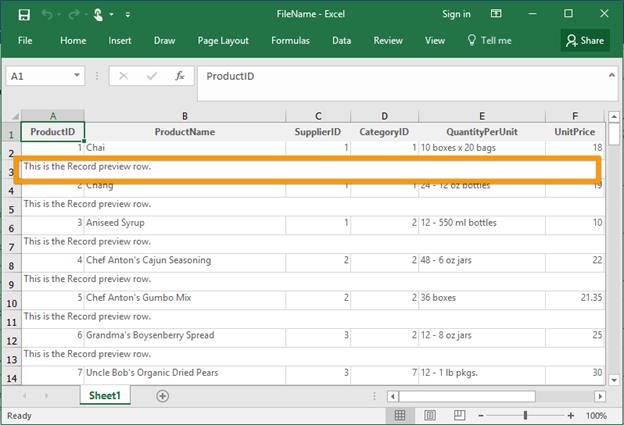 FileName - Excel Sign in
File Home Insert Draw Page Layout Formulas Data Review View Tell me Share
A1 fx ProductID
A B C D E F
1 ProductID ProductName SupplierID CategoryID QuantityPerUnit UnitPrice
2 1 Chai 1 1 10 boxes x 20 bags 18
3 This is the Record preview row.
4 2 Chang 1 1 24 - 12 oz bottles 19
5 This is the Record preview row.
6 3 Aniseed Syrup 1 2 12 - 550 ml bottles 10
7 This is the Record preview row.
8 4 Chef Anton's Cajun Seasoning 2 2 48 - 6 oz jars 22
9 This is the Record preview row.
10 5 Chef Anton's Gumbo Mix 2 2 36 boxes 21.35
11 This is the Record preview row.
12 6 Grandma's Boysenberry Spread 3 2 12 - 8 oz jars 25
13 This is the Record preview row.
14 7 Uncle Bob's Organic Dried Pears 3 7 12 - 1 lb pkgs. 30
Sheet1
Ready 100%